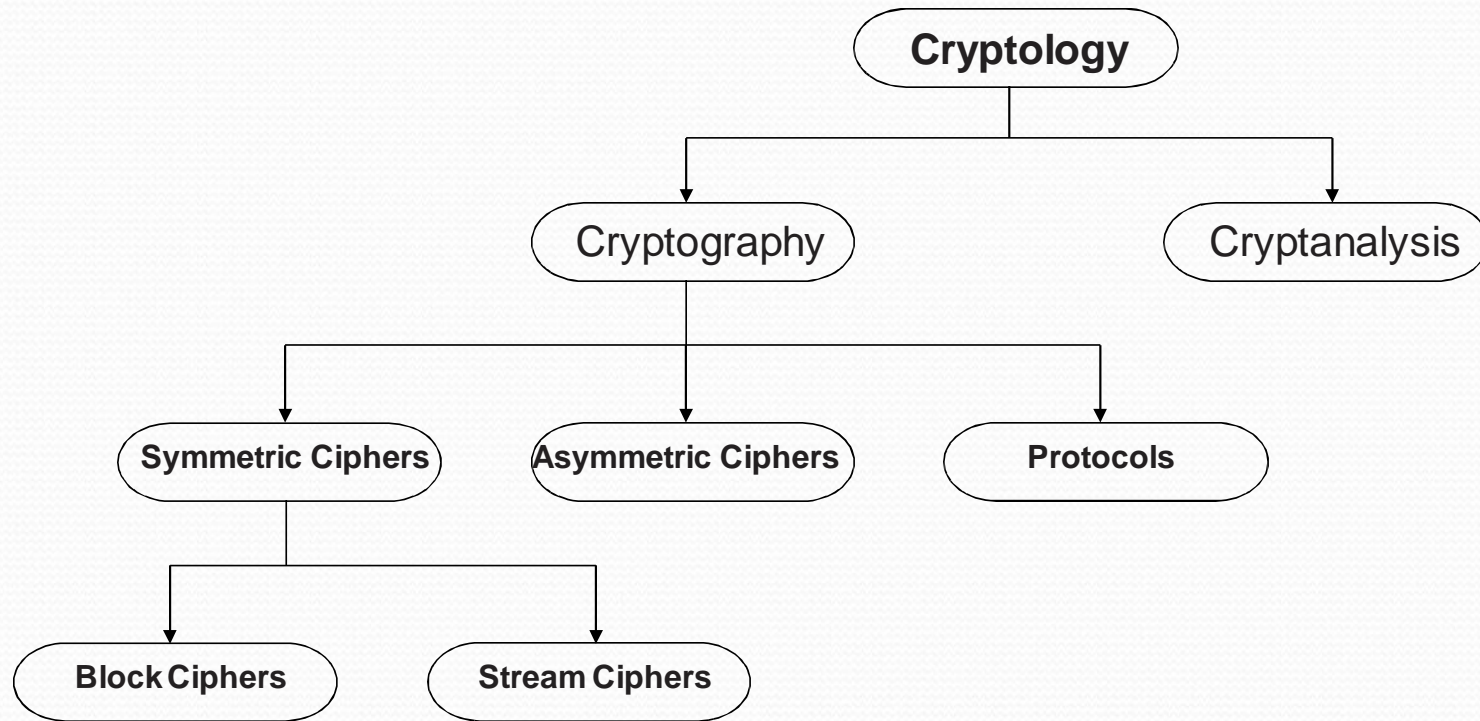 Cryptology
Cryptography
Cryptanalysis
Symmetric Ciphers
Asymmetric Ciphers
Protocols
Block Ciphers
Stream Ciphers